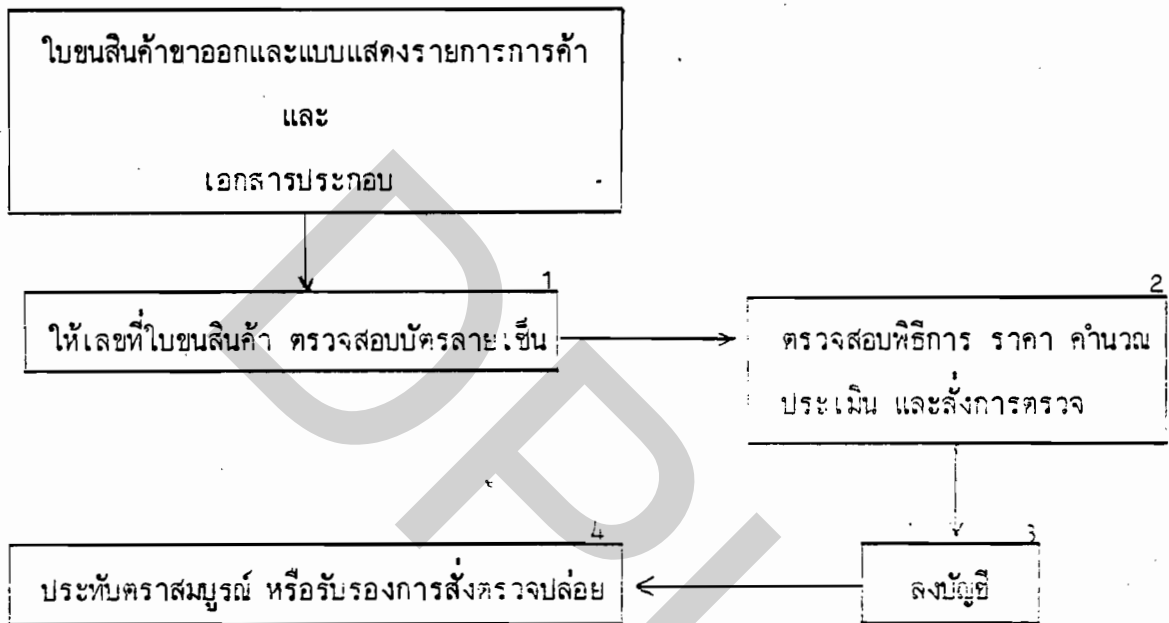 ใบขนสินค้าขาออกและแบบแสดงรายการการค้า
และ
เอกสารประกอบ
1
ให้เลขที่ใบขนสินค้า ตรวจสอบบัตรลายเซ็น
2
ตรวจสอบพิธีการ ราคา คำนวณ
ประเมิน และสั่งการตรวจ
3
ลงบัญชี
4
ประทับตราสมบูรณ์ หรือรับรองการสั่งตรวจปล่อย